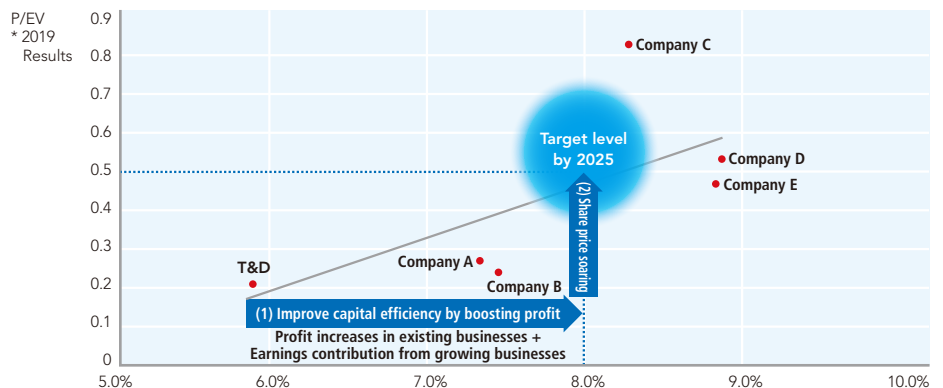 P/EV
* 2019
Results
0.9
0.8
0.7
0.6
0.5
0.4
0.3
0.2
0.1
0
Company C
Target level
by 2025
Company D
Company E
(2) Share price soaring
Company A
T&D
Company B
(1) Improve capital efficiency by boosting profit
Profit increases in existing businesses +
Earnings contribution from growing businesses
5.0%
6.0%
7.0%
8.0%
9.0%
10.0%